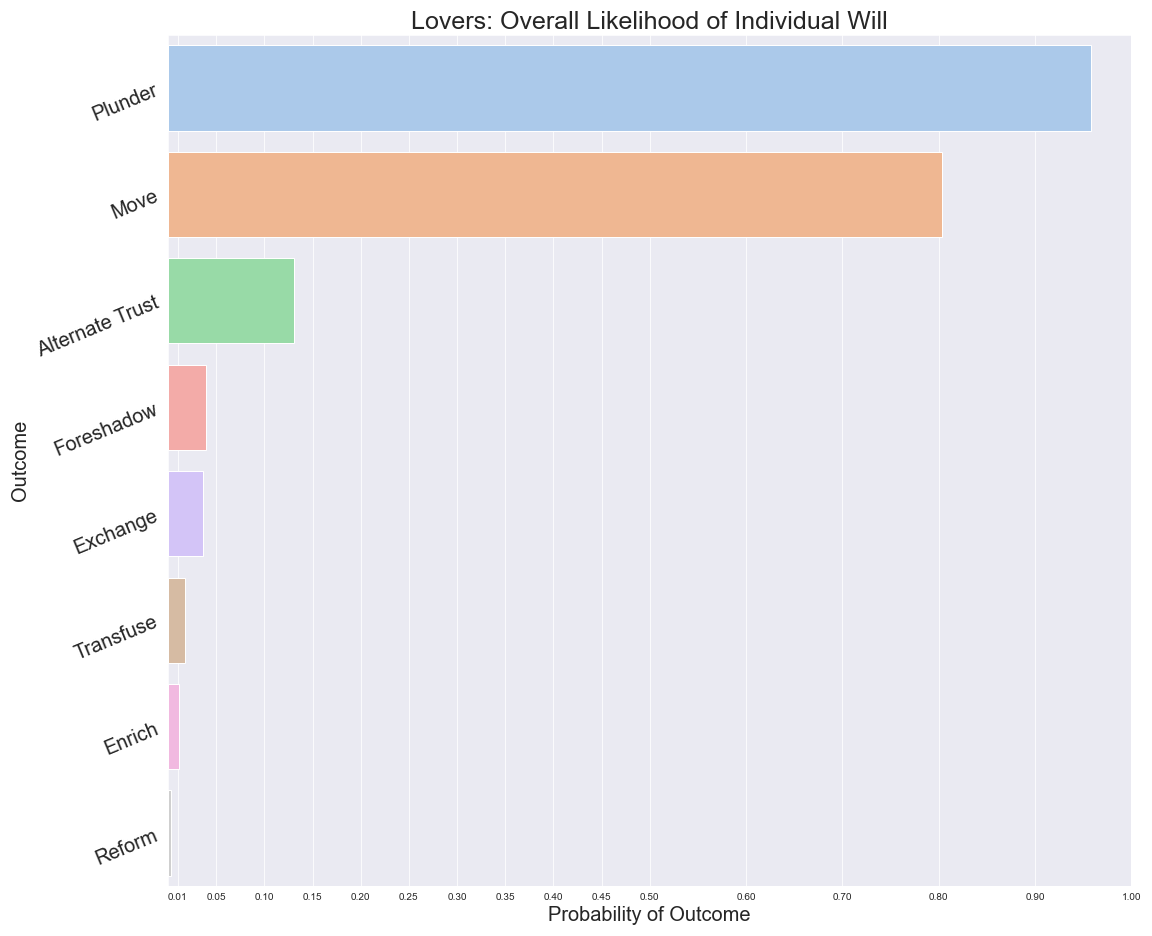 Lovers: Overall Likelihood of Individual Will
Outcome
Plunder
Move
Alternate Trust
Foreshadow
Exchange
Transfuse
Enrich
Reform
0.01 0.05 0.10 0.15 0.20 0.25 0.30 0.35 0.40 0.45 0.50 0.60 0.70 0.80 0.90 1.00
Probability of Outcome